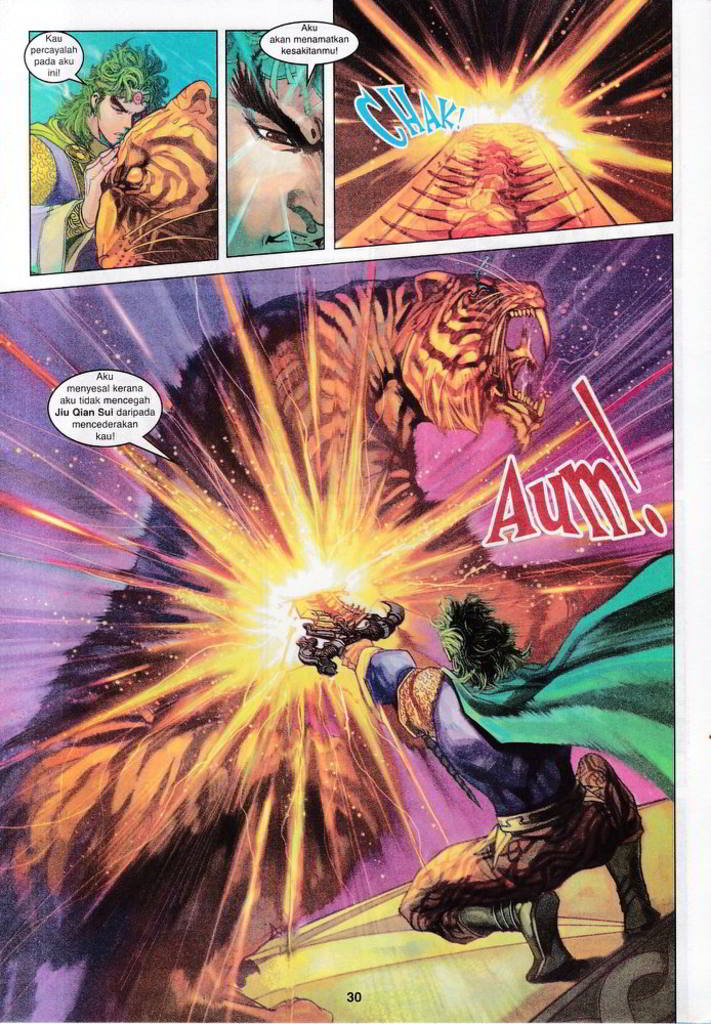 Kau
percayalah
pada aku
ini!
Aku
akan menamatkan
kesakitanmu!
CHAK!
Aku
menyesal kerana
aku tidak mencegah
Jiu Qian Sui daripada
mencederakan
kau!
Aum!
30